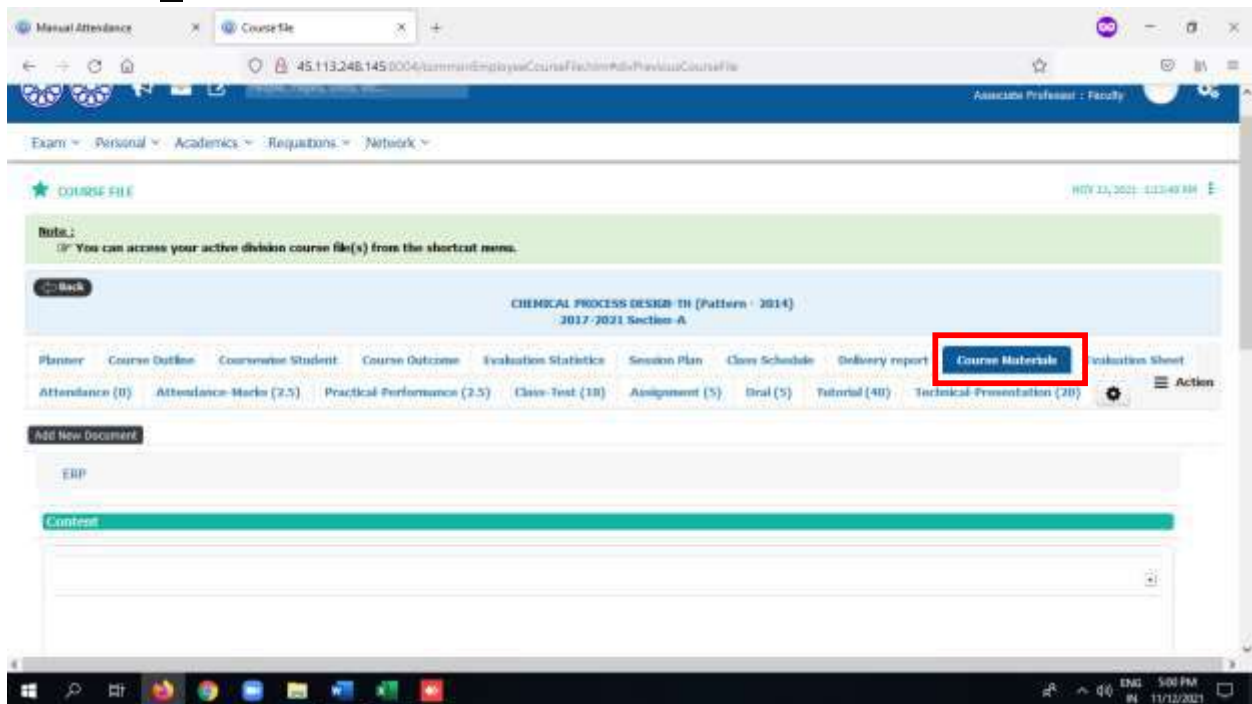 Manual Attendance
Course file
45.113.248.145
Associate Professor : Faculty
Exam Personal Academics Requisitions Network
COURSE FILE
Note :
You can access your active division course file(s) from the shortcut menu.
Back
CHEMICAL PROCESS DESIGN-TH (Pattern - 2014)
2017-2021 Section-A
Planner Course Outline Coursewise Student Course Outcome Evaluation Statistics Session Plan Class Schedule Delivery report Course Materials Evaluation Sheet
Attendance (0) Attendance-Marks (2.5) Practical-Performance (2.5) Class-Test (10) Assignment (5) Oral (5) Tutorial (40) Technical-Presentation (20) Action
Add New Document
ERP
Content
ENG 5:00 PM
IN 11/12/2021